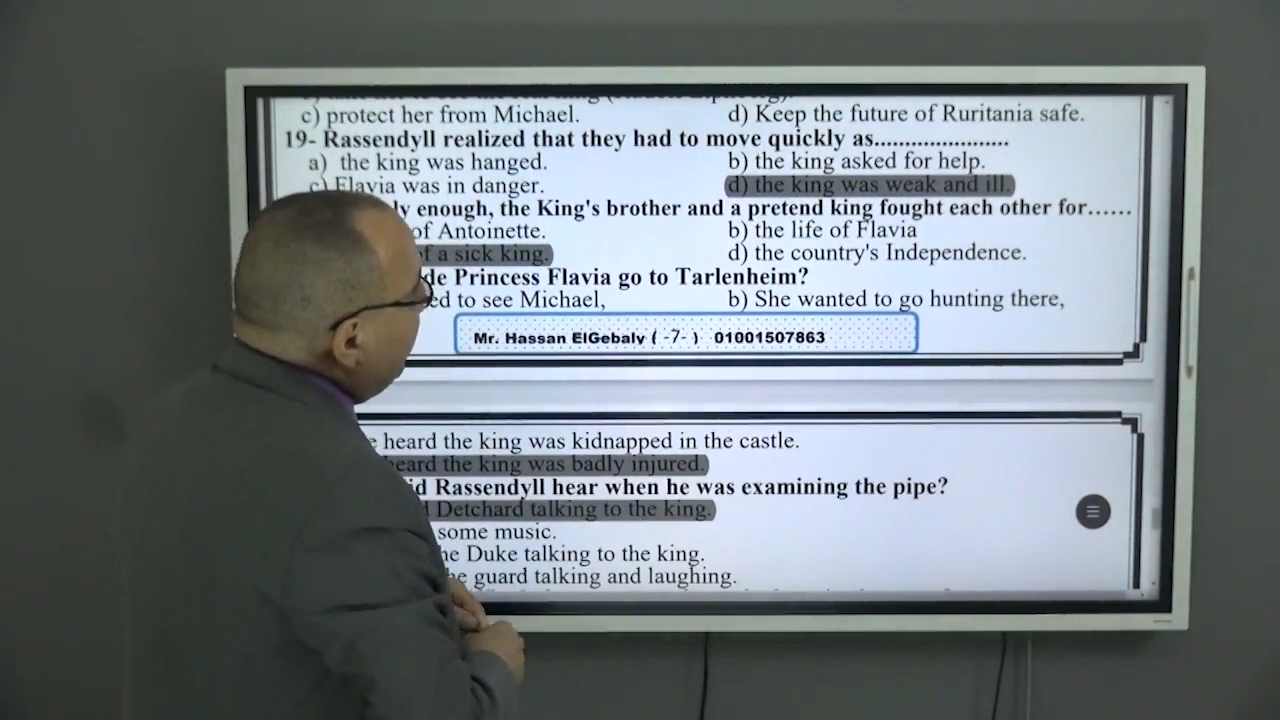 c) protect her from Michael. d) Keep the future of Ruritania safe.
19- Rassendyll realized that they had to move quickly as......................
a) the king was hanged. b) the king asked for help.
c) Flavia was in danger. d) the king was weak and ill.
enough, the King's brother and a pretend king fought each other for......
of Antoinette. b) the life of Flavia
of a sick king. d) the country's Independence.
Princess Flavia go to Tarlenheim?
to see Michael, b) She wanted to go hunting there,
Mr. Hassan ElGebaly ( -7- ) 01001507863
heard the king was kidnapped in the castle.
heard the king was badly injured.
Rassendyll hear when he was examining the pipe?
Detchard talking to the king.
some music.
Duke talking to the king.
guard talking and laughing.